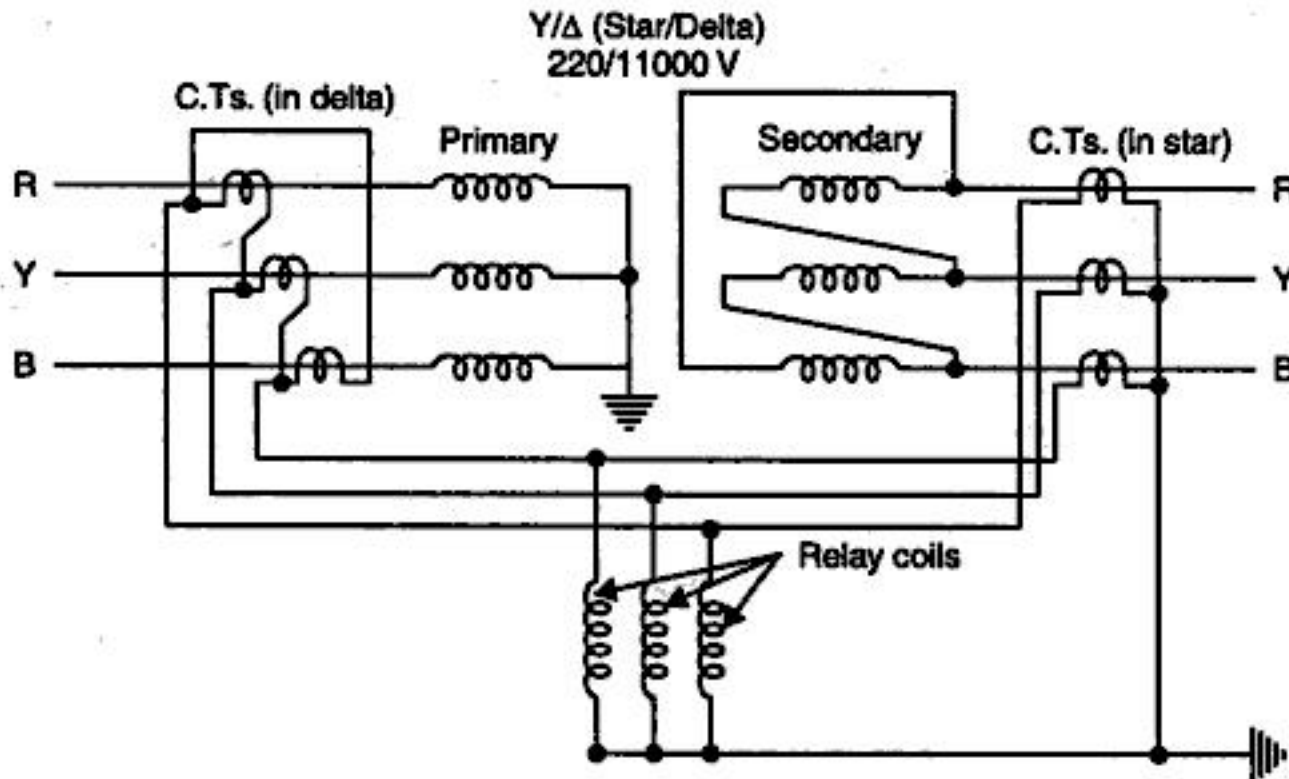 Y/Δ (Star/Delta)
220/11000 V
C.Ts. (in delta)
Primary
Secondary
C.Ts. (in star)
R
R
Y
Y
B
B
Relay coils